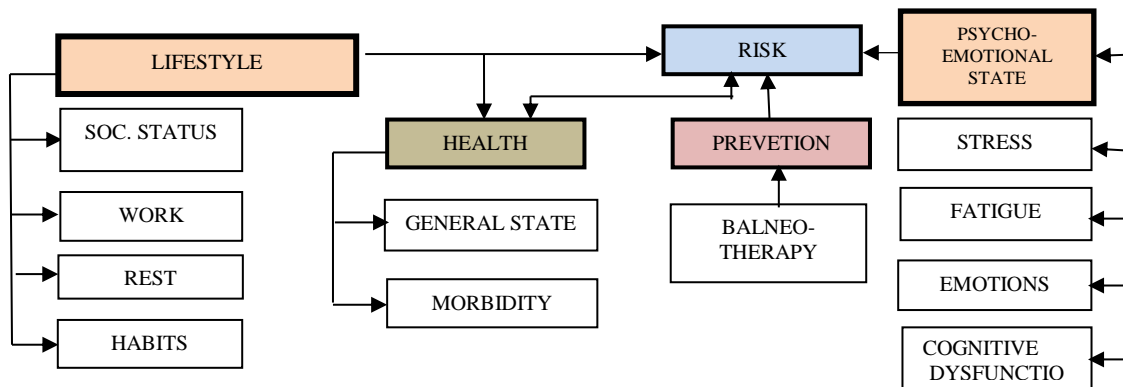 LIFESTYLE
RISK
PSYCHO-
EMOTIONAL
STATE
SOC. STATUS
WORK
REST
HABITS
HEALTH
GENERAL STATE
MORBIDITY
PREVETION
BALNEO-
THERAPY
STRESS
FATIGUE
EMOTIONS
COGNITIVE
DYSFUNCTIO